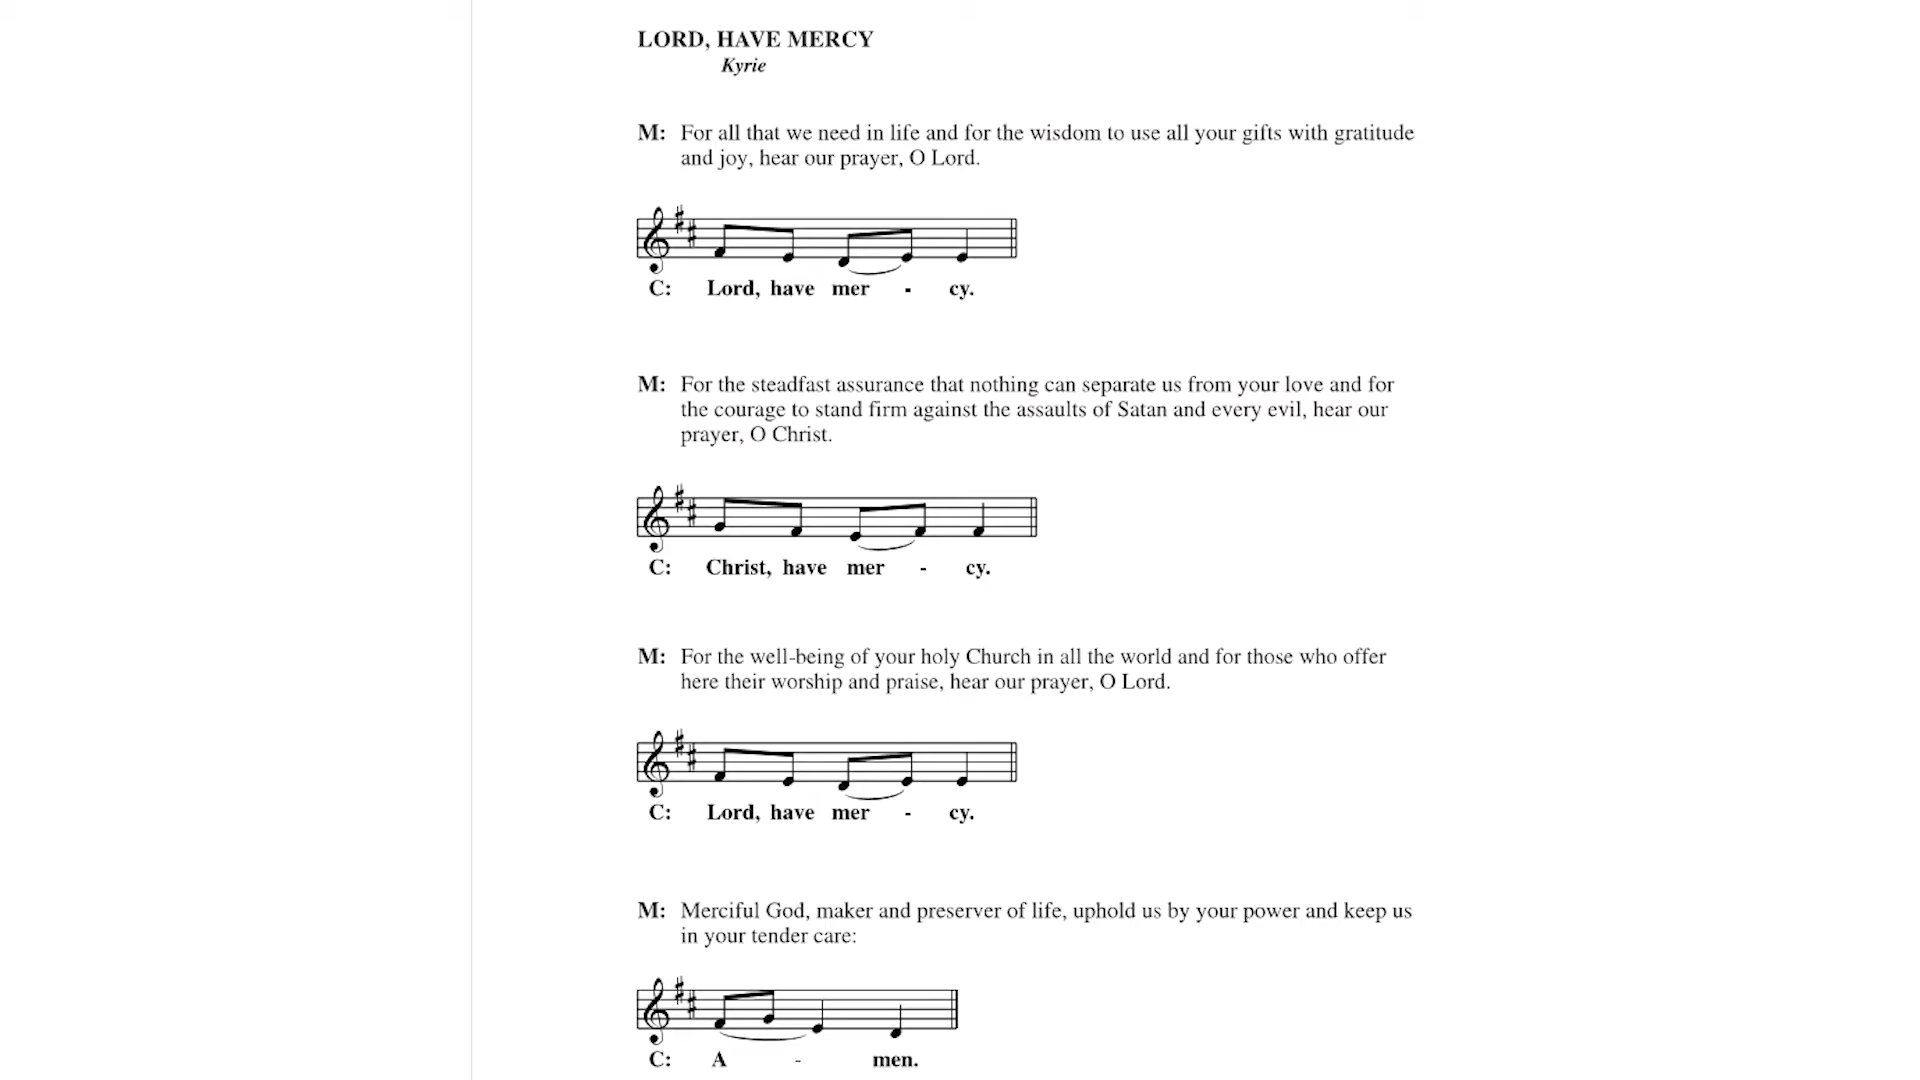 LORD, HAVE MERCY
Kyrie
M: For all that we need in life and for the wisdom to use all your gifts with gratitude
and joy, hear our prayer, O Lord.
C: Lord, have mer - cy.
M: For the steadfast assurance that nothing can separate us from your love and for
the courage to stand firm against the assaults of Satan and every evil, hear our
prayer, O Christ.
C: Christ, have mer - cy.
M: For the well-being of your holy Church in all the world and for those who offer
here their worship and praise, hear our prayer, O Lord.
C: Lord, have mer - cy.
M: Merciful God, maker and preserver of life, uphold us by your power and keep us
in your tender care:
C: A - men.